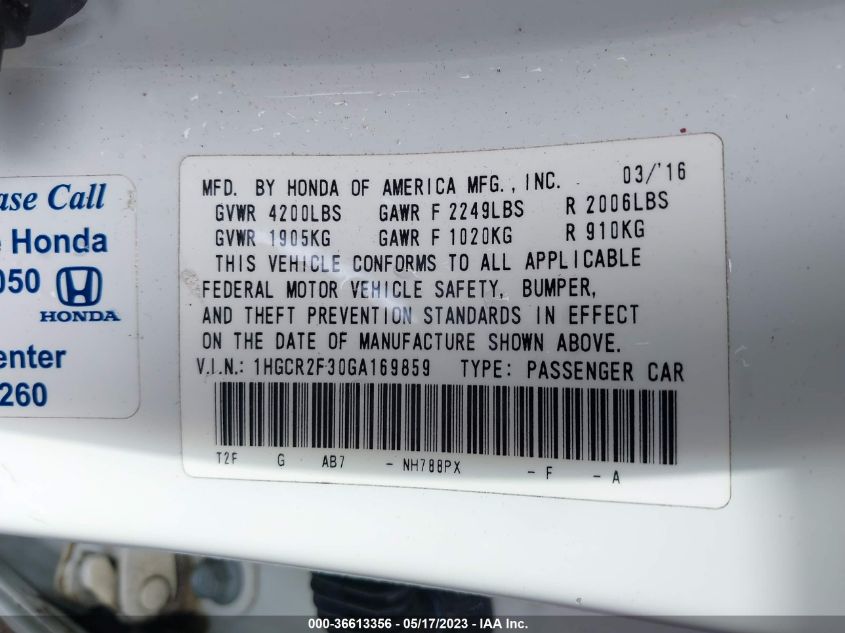 ase Call
Honda
050
HONDA
enter
260
MFD. BY HONDA OF AMERICA MFG., INC. 03/'16
GVWR 4200LBS GAWR F 2249LBS R 2006LBS
GVWR 1905KG GAWR F 1020KG R 910KG
THIS VEHICLE CONFORMS TO ALL APPLICABLE
FEDERAL MOTOR VEHICLE SAFETY, BUMPER,
AND THEFT PREVENTION STANDARDS IN EFFECT
ON THE DATE OF MANUFACTURE SHOWN ABOVE.
V.I.N.: 1HGCR2F30GA169859 TYPE: PASSENGER CAR
T2F G AB7 - NH788PX - F - A
000-36613356 - 05/17/2023 - IAA Inc.